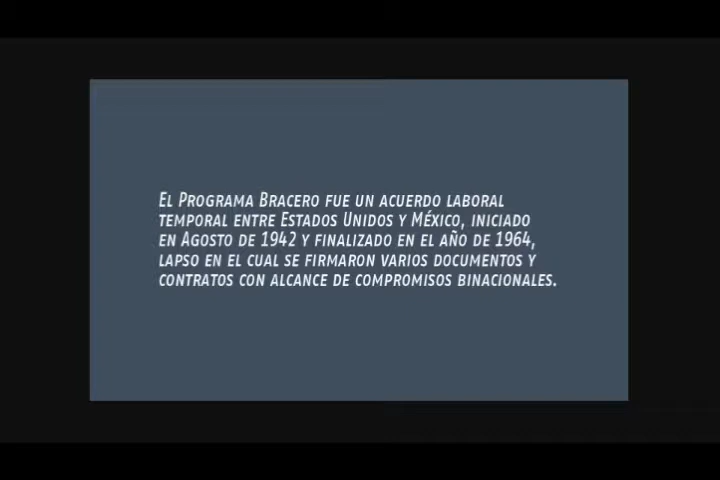 El Programa Bracero fue un acuerdo laboral
temporal entre Estados Unidos y México, iniciado
en Agosto de 1942 y finalizado en el año de 1964,
lapso en el cual se firmaron varios documentos y
contratos con alcance de compromisos binacionales.